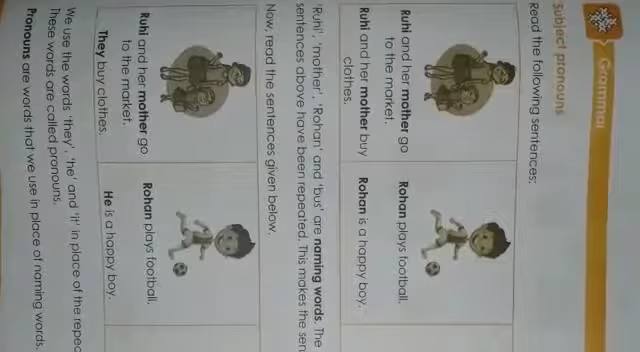 Grammar
Subject pronouns
Read the following sentences:
Ruhi and her mother go
to the market.
Ruhi and her mother buy
clothes.
Rohan plays football.
Rohan is a happy boy.
'Ruhi', 'mother', 'Rohan' and 'bus' are naming words. The
sentences above have been repeated. This makes the sen
Now, read the sentences given below.
Ruhi and her mother go
to the market.
They buy clothes.
Rohan plays football.
He is a happy boy.
We use the words 'they', 'he' and 'it' in place of the repea
These words are called pronouns.
Pronouns are words that we use in place of naming words.